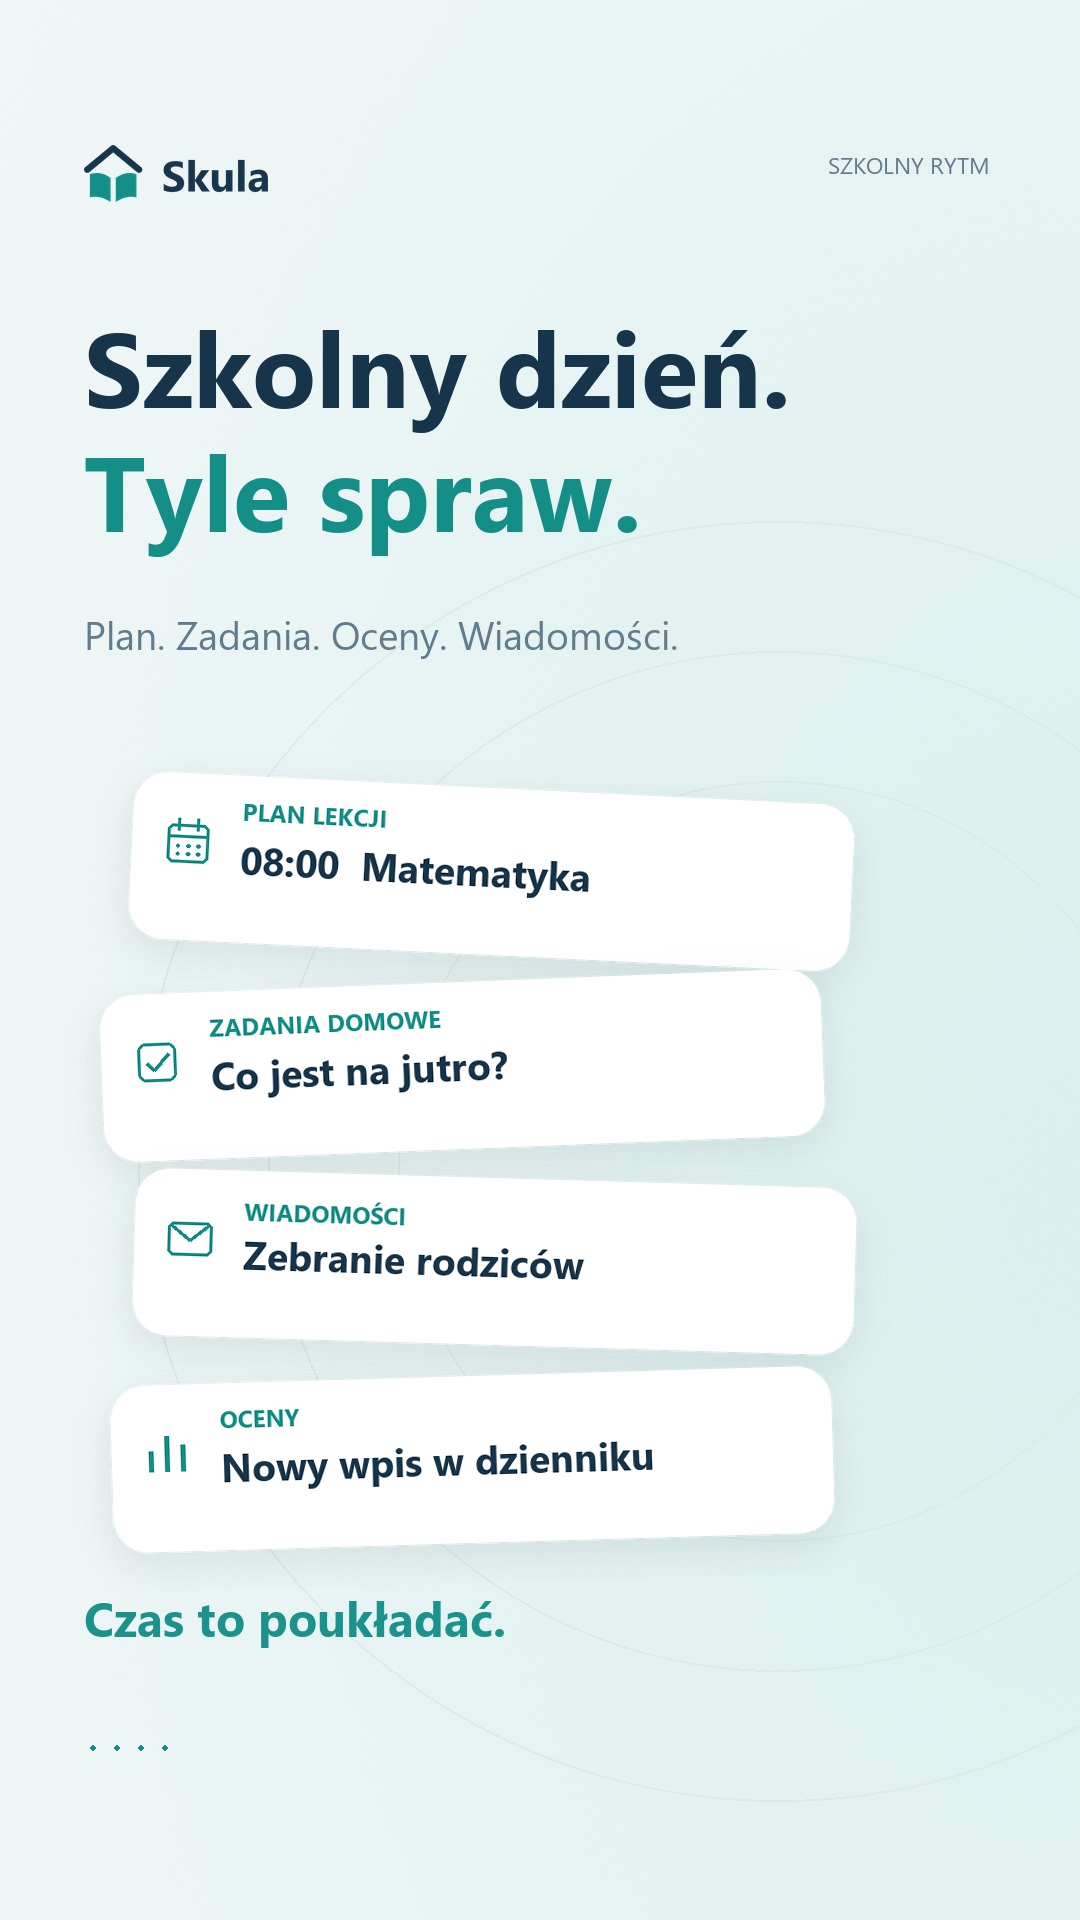 Skula
SZKOLNY RYTM
Szkolny dzień.
Tyle spraw.
Plan. Zadania. Oceny. Wiadomości.
PLAN LEKCJI
08:00 Matematyka
ZADANIA DOMOWE
Co jest na jutro?
WIADOMOŚCI
Zebranie rodziców
OCENY
Nowy wpis w dzienniku
Czas to poukładać.